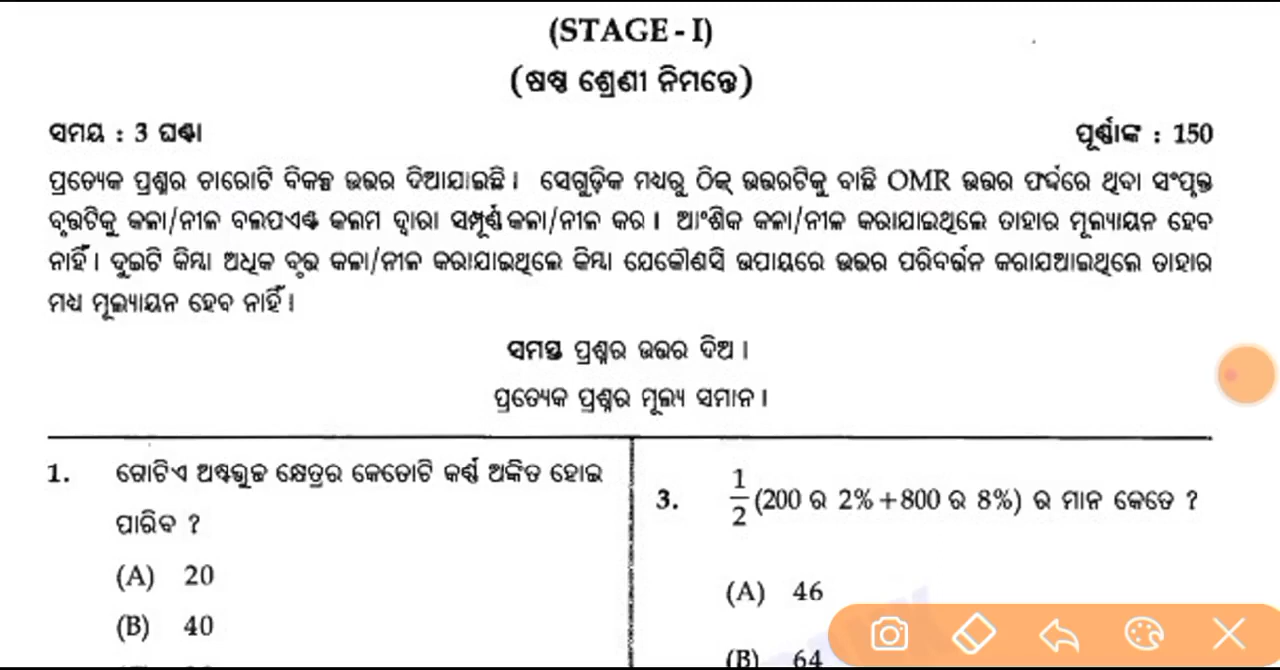 (STAGE - I)
(ଷଷ୍ଠ ଶ୍ରେଣୀ ନିମନ୍ତେ)
ସମୟ : 3 ଘଣ୍ଟା
ପୂର୍ଣ୍ଣାଙ୍କ : 150
ପ୍ରତ୍ୟେକ ପ୍ରଶ୍ନର ଚାରୋଟି ବିକଳ୍ପ ଉତ୍ତର ଦିଆଯାଇଛି । ସେଗୁଡ଼ିକ ମଧ୍ୟରୁ ଠିକ୍ ଉତ୍ତରଟିକୁ ବାଛି OMR ଉତ୍ତର ଫର୍ଦ୍ଦରେ ଥିବା ସଂପୃକ୍ତ
ବୃତ୍ତଟିକୁ କଳା/ନୀଳ ବଲପଏଣ୍ଟ କଲମ ଦ୍ୱାରା ସମ୍ପୂର୍ଣ୍ଣ କଳା/ନୀଳ କର । ଆଂଶିକ କଳା/ନୀଳ କରାଯାଇଥିଲେ ତାହାର ମୂଲ୍ୟାୟନ ହେବ
ନାହିଁ । ଦୁଇଟି କିମ୍ବା ଅଧିକ ବୃତ୍ତ କଳା/ନୀଳ କରାଯାଇଥିଲେ କିମ୍ବା ଯେକୌଣସି ଉପାୟରେ ଉତ୍ତର ପରିବର୍ତ୍ତନ କରାଯଆଇଥିଲେ ତାହାର
ମଧ୍ୟ ମୂଲ୍ୟାୟନ ହେବ ନାହିଁ ।
ସମସ୍ତ ପ୍ରଶ୍ନର ଉତ୍ତର ଦିଅ ।
ପ୍ରତ୍ୟେକ ପ୍ରଶ୍ନର ମୂଲ୍ୟ ସମାନ ।
1. ଗୋଟିଏ ଅଷ୍ଟଭୁଜ କ୍ଷେତ୍ରର କେତୋଟି କର୍ଣ୍ଣ ଅଙ୍କିତ ହୋଇ
ପାରିବ ?
(A) 20
(B) 40
3. 1/2 (200 ର 2% + 800 ର 8%) ର ମାନ କେତେ ?
(A) 46
(B) 64